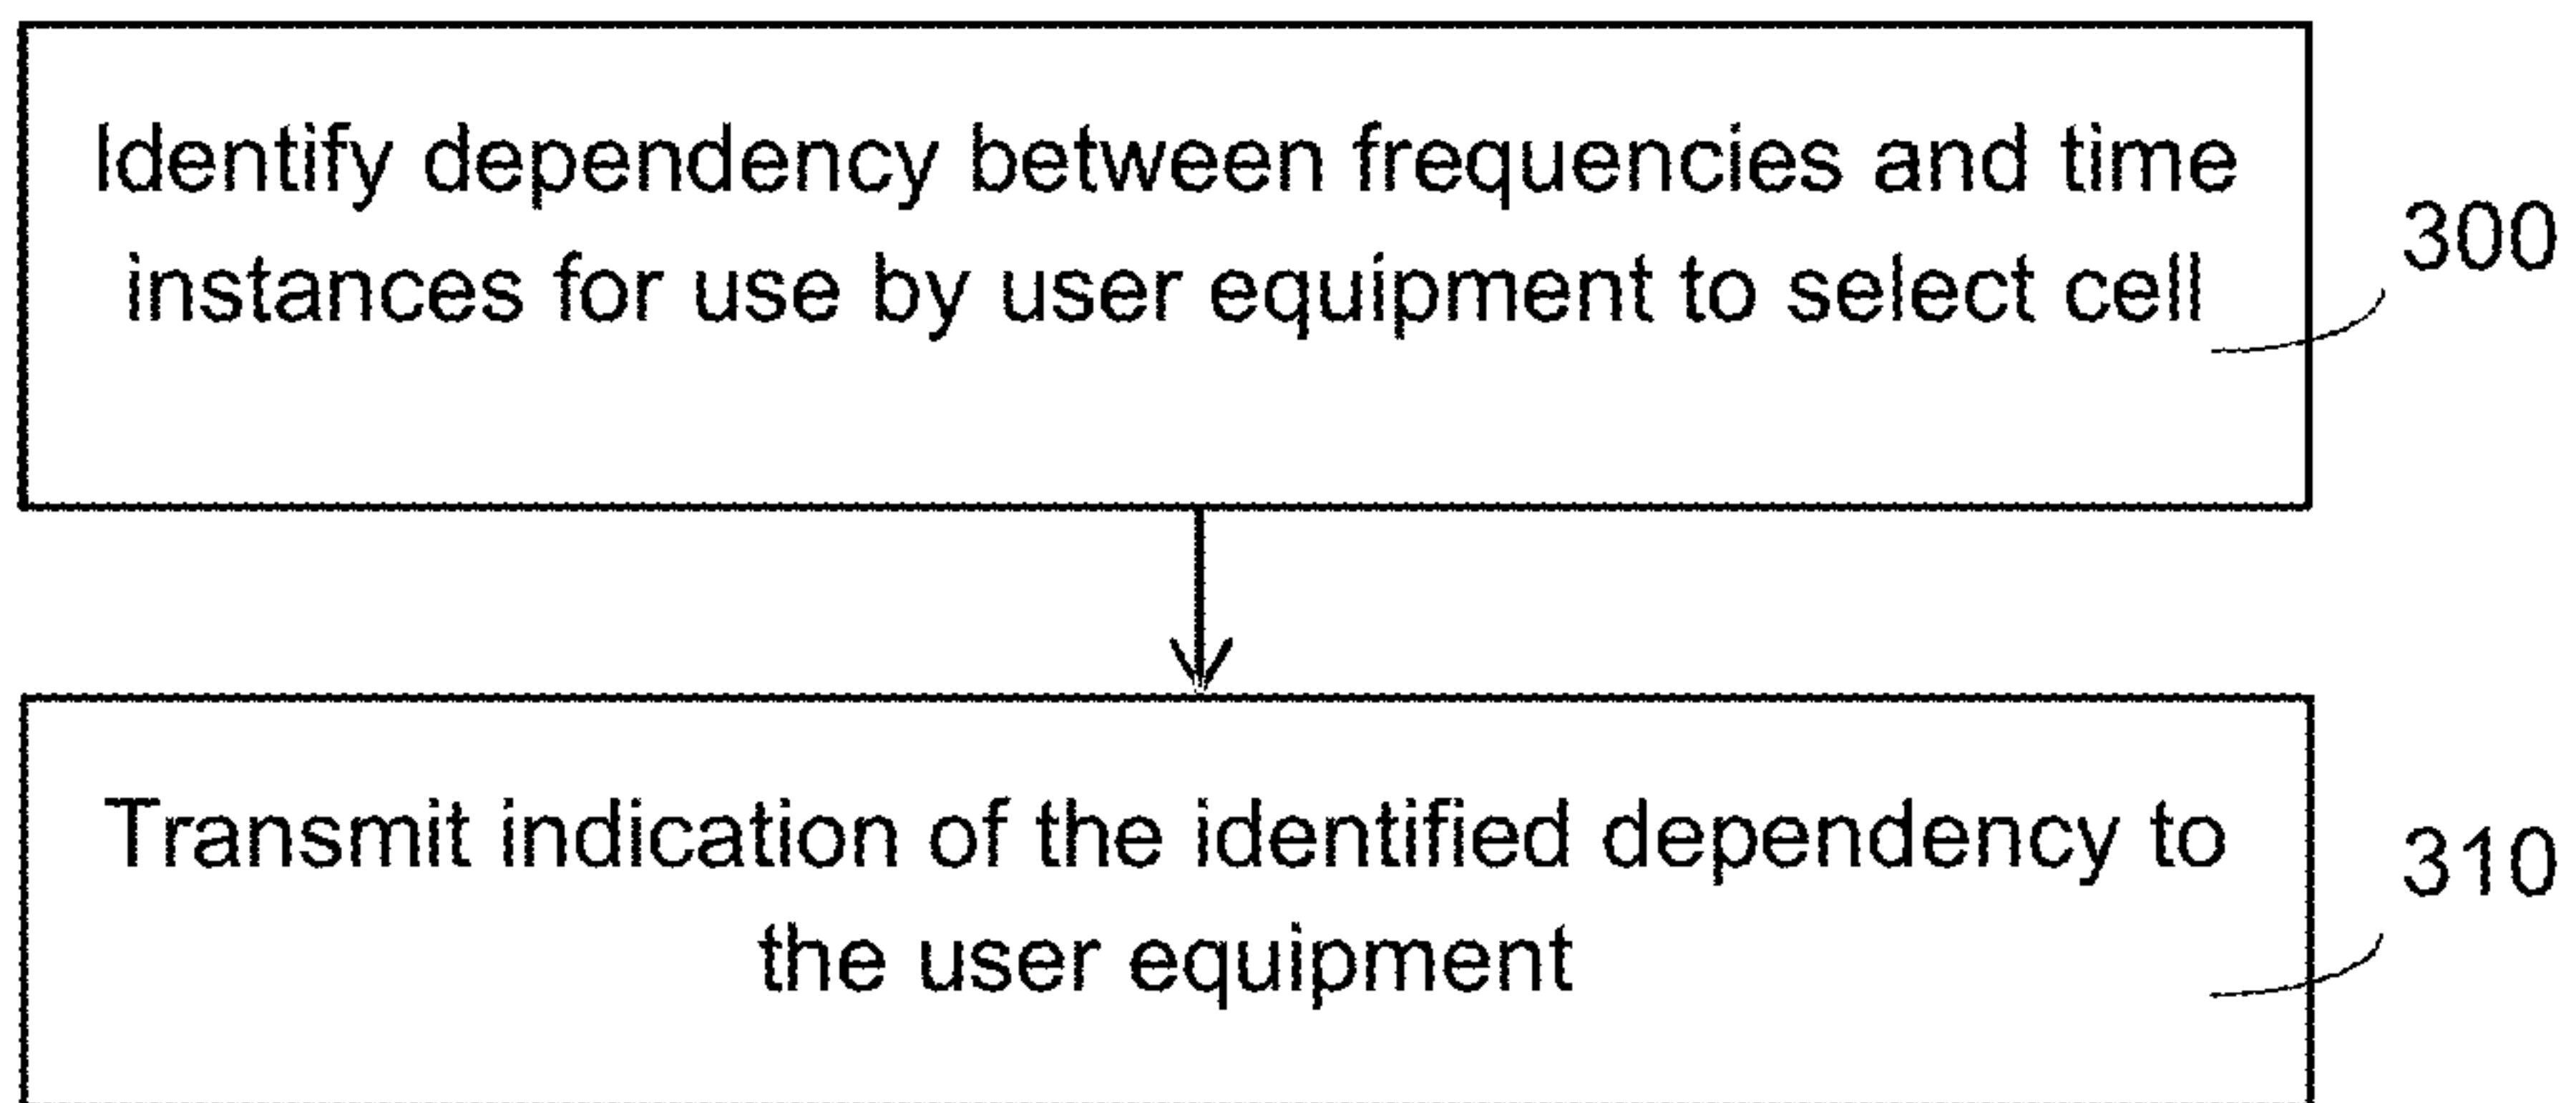 Identify dependency between frequencies and time
instances for use by user equipment to select cell
300
Transmit indication of the identified dependency to
the user equipment
310